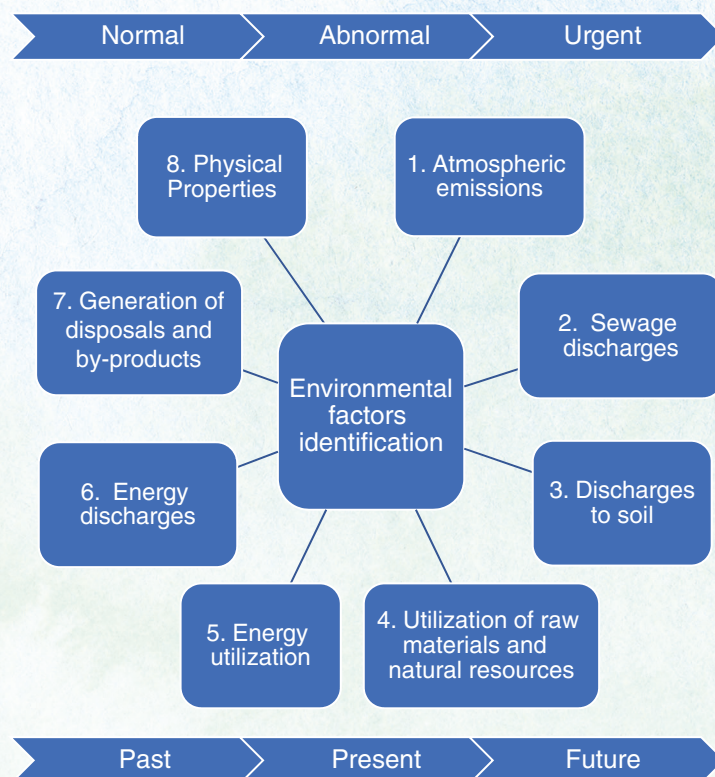 Normal
Abnormal
Urgent
8. Physical
Properties
1. Atmospheric
emissions
7. Generation of
disposals and
by-products
2. Sewage
discharges
Environmental
factors
identification
6. Energy
discharges
3. Discharges
to soil
5. Energy
utilization
4. Utilization of raw
materials and
natural resources
Past
Present
Future